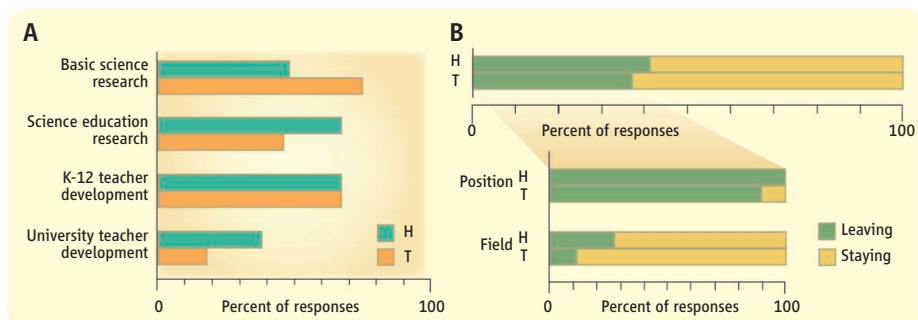 A
Basic science
research
Science education
research
K-12 teacher
development
University teacher
development
H
T
0
Percent of responses
100
B
H
T
0
Percent of responses
100
Position H
T
Field H
T
Leaving
Staying
0
Percent of responses
100